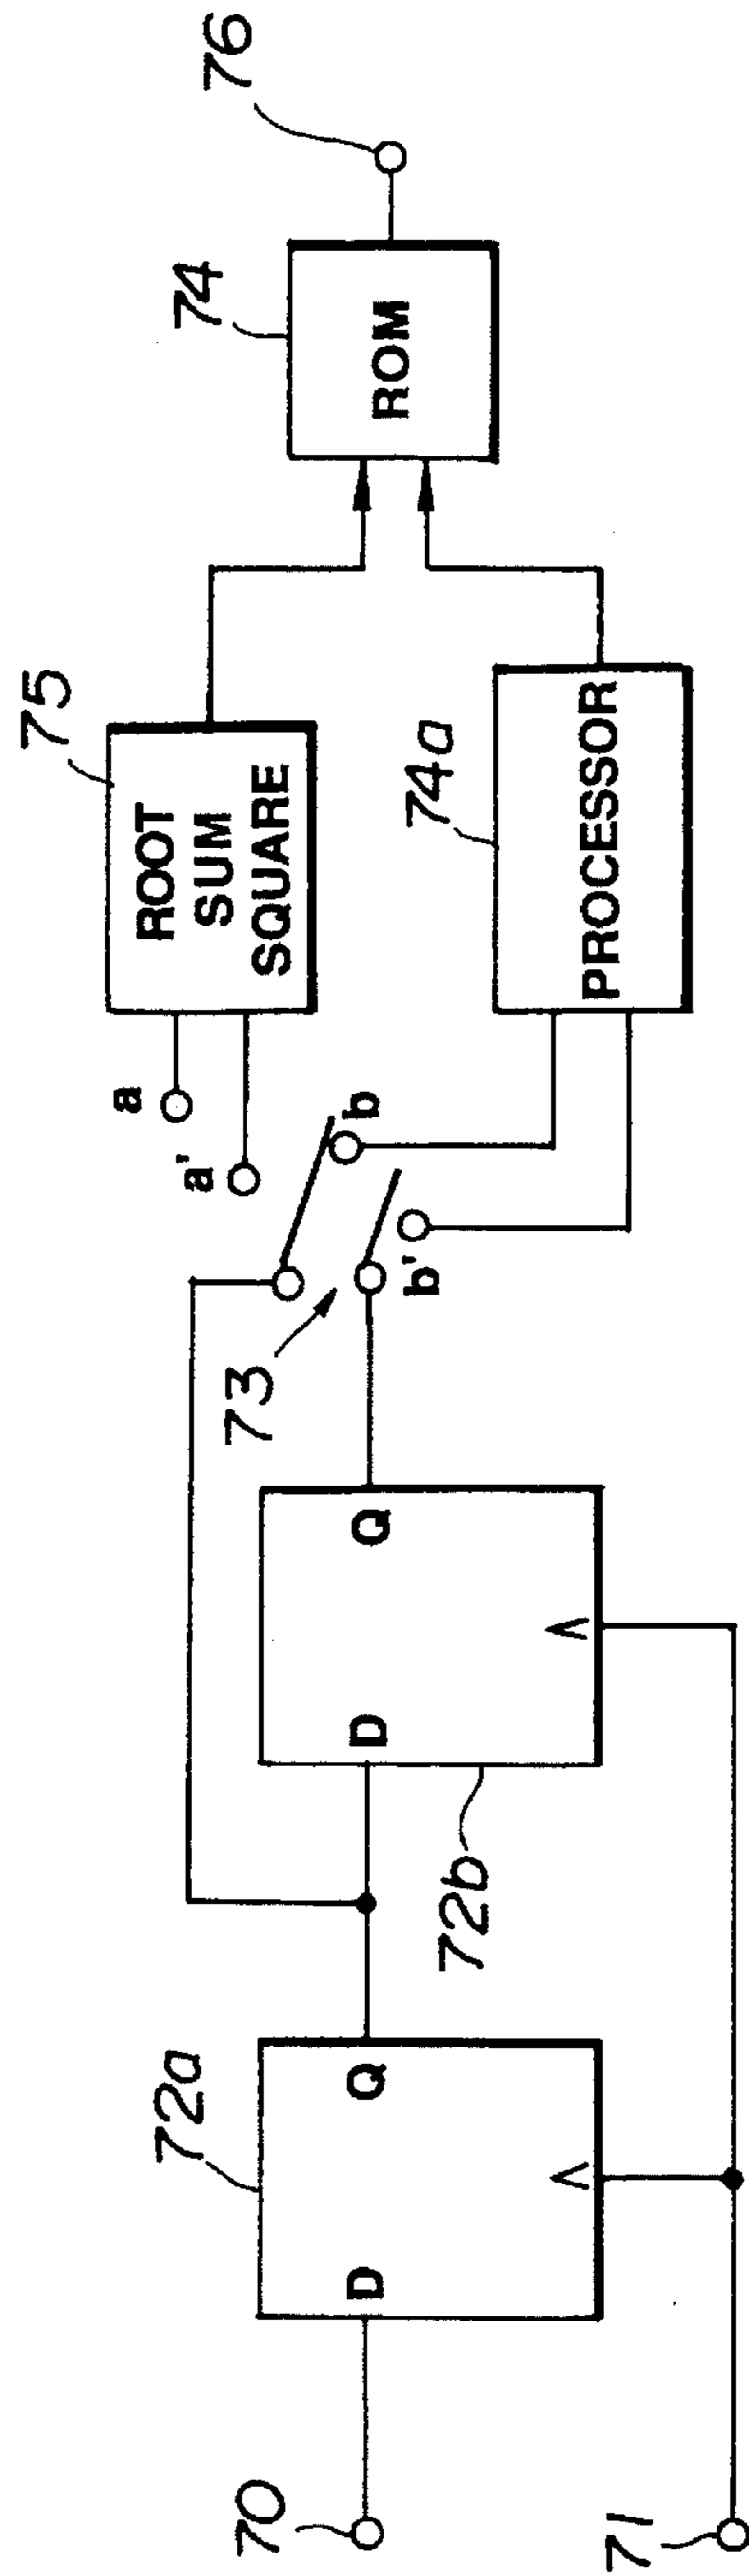 70
71
72a
D
Q
72b
D
Q
73
a
a'
b
b'
75
ROOT
SUM
SQUARE
74a
PROCESSOR
74
ROM
76